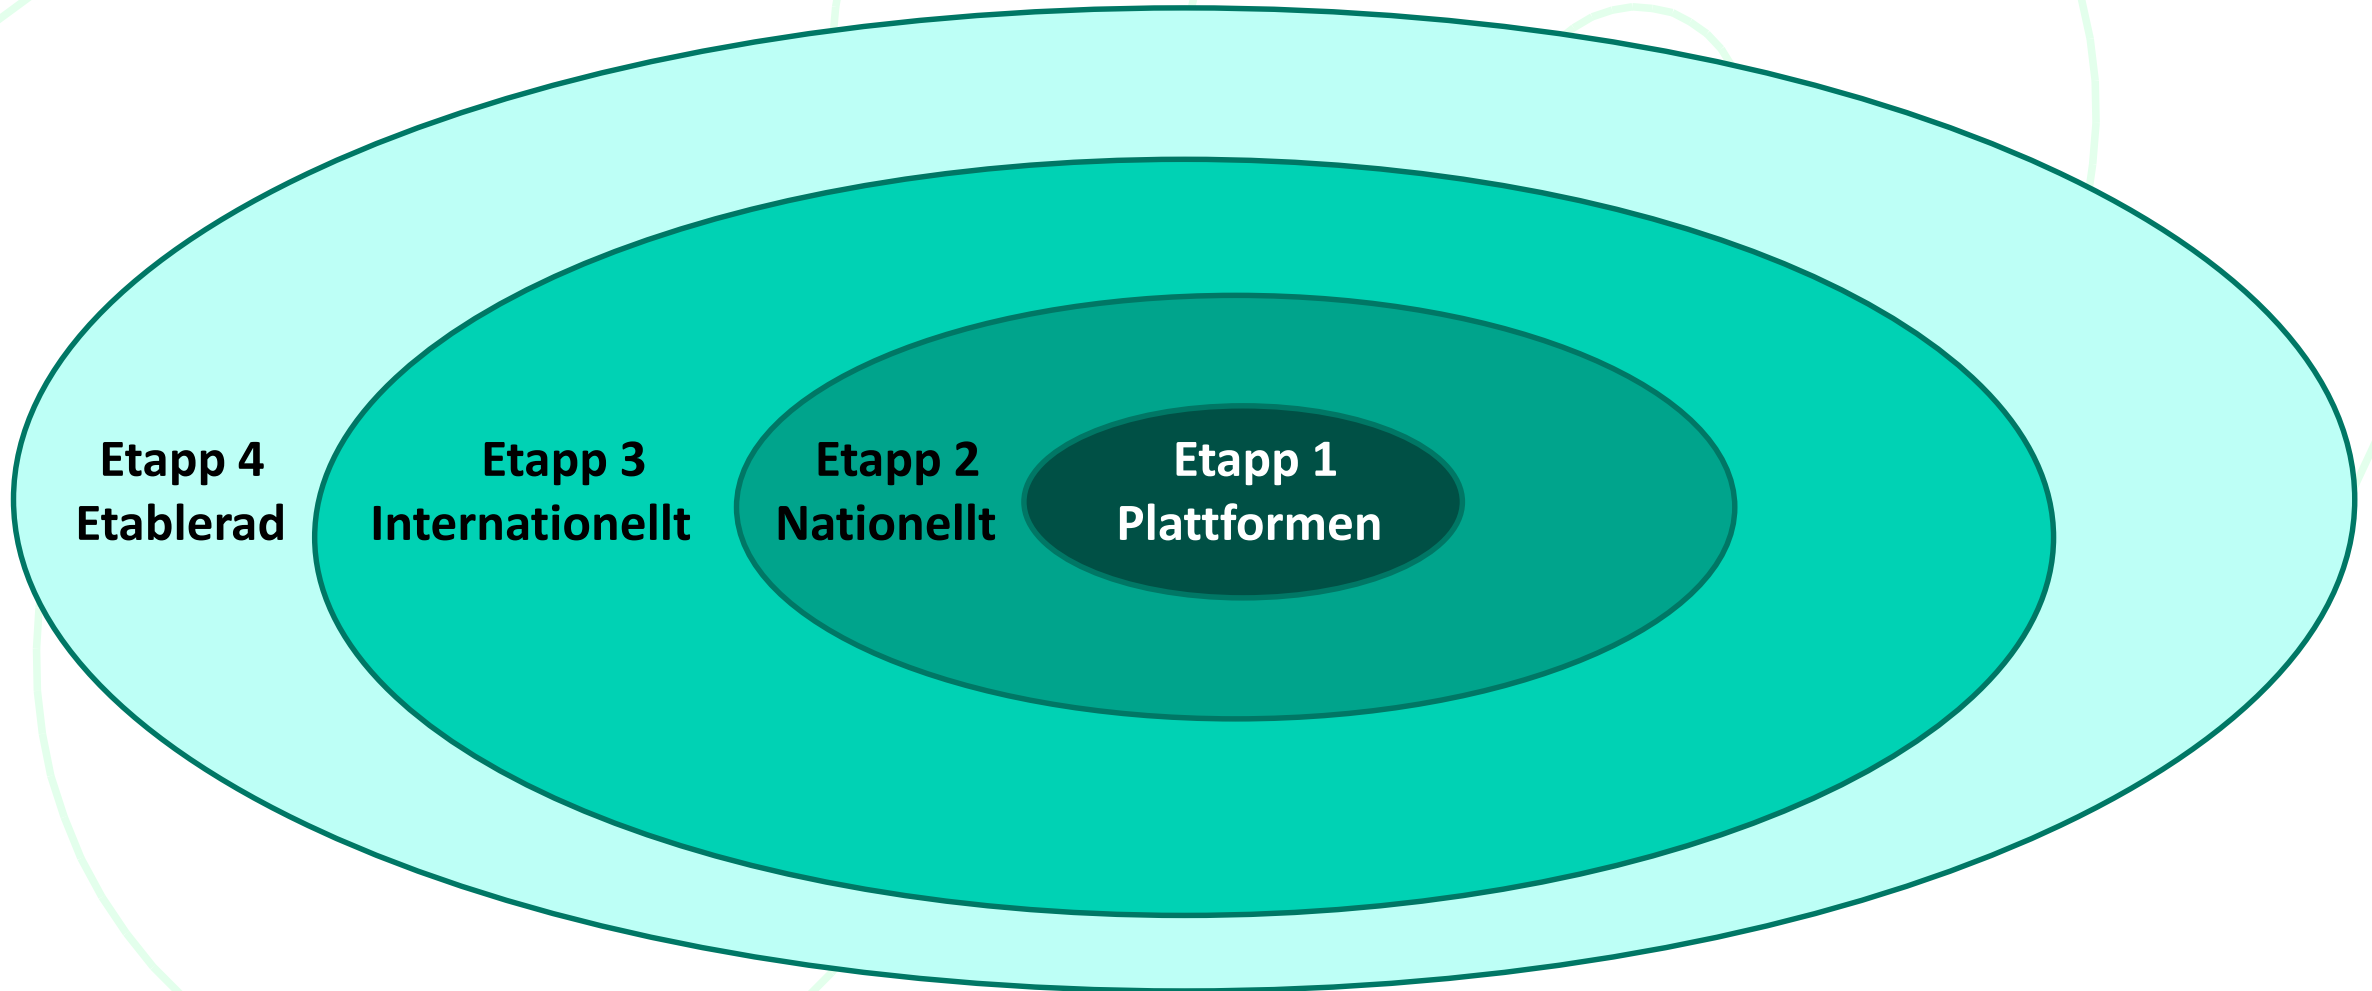 Etapp 4
Etablerad
Etapp 3
Internationellt
Etapp 2
Nationellt
Etapp 1
Plattformen